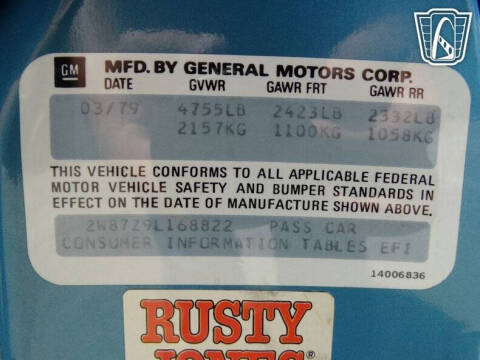 GM MFD. BY GENERAL MOTORS CORP.
DATE GVWR GAWR FRT GAWR RR
03/79 4755LB 2423LB 2332LB
2157KG 1100KG 1058KG
THIS VEHICLE CONFORMS TO ALL APPLICABLE FEDERAL
MOTOR VEHICLE SAFETY AND BUMPER STANDARDS IN
EFFECT ON THE DATE OF MANUFACTURE SHOWN ABOVE.
2W87Z9L168822 PASS CAR
CONSUMER INFORMATION TABLES EFI
14006836
RUSTY
JONES®